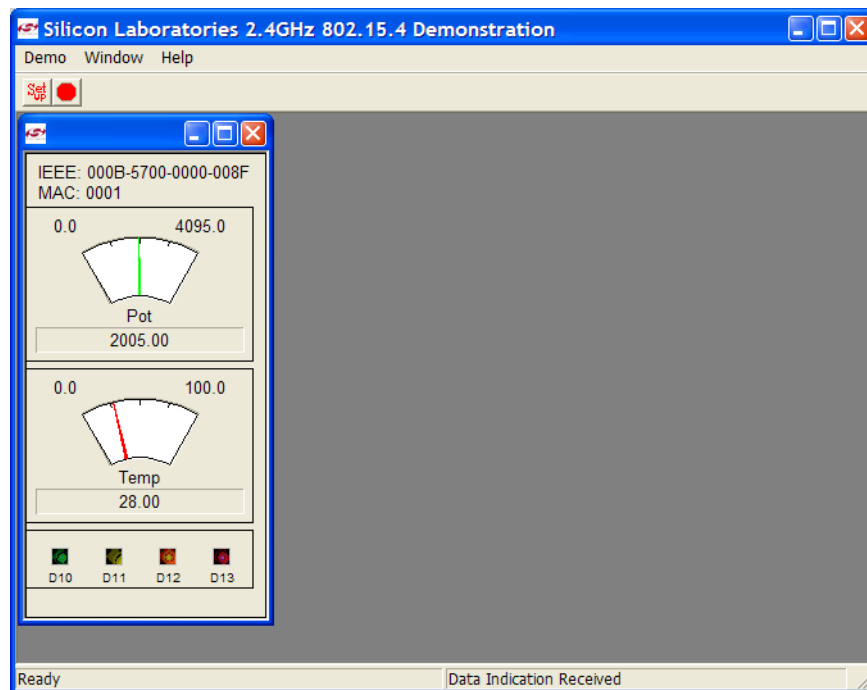 Silicon Laboratories 2.4GHz 802.15.4 Demonstration
Demo Window Help
Set UP
IEEE: 000B-5700-0000-008F
MAC: 0001
0.0 4095.0
Pot
2005.00
0.0 100.0
Temp
28.00
D10 D11 D12 D13
Ready Data Indication Received